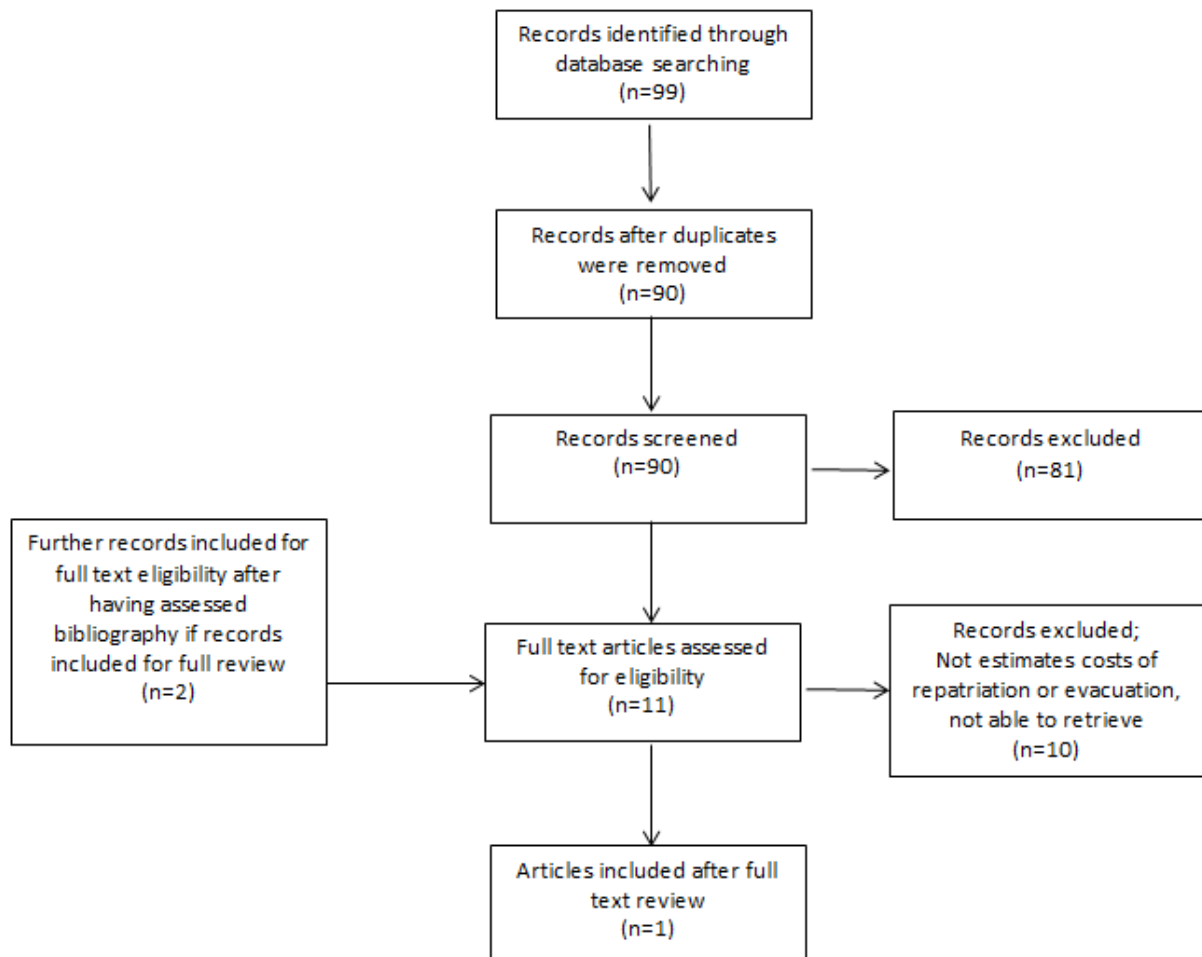 Records identified through
database searching
(n=99)
Records after duplicates
were removed
(n=90)
Records screened
(n=90)
Records excluded
(n=81)
Further records included for
full text eligibility after
having assessed
bibliography if records
included for full review
(n=2)
Full text articles assessed
for eligibility
(n=11)
Records excluded;
Not estimates costs of
repatriation or evacuation,
not able to retrieve
(n=10)
Articles included after full
text review
(n=1)